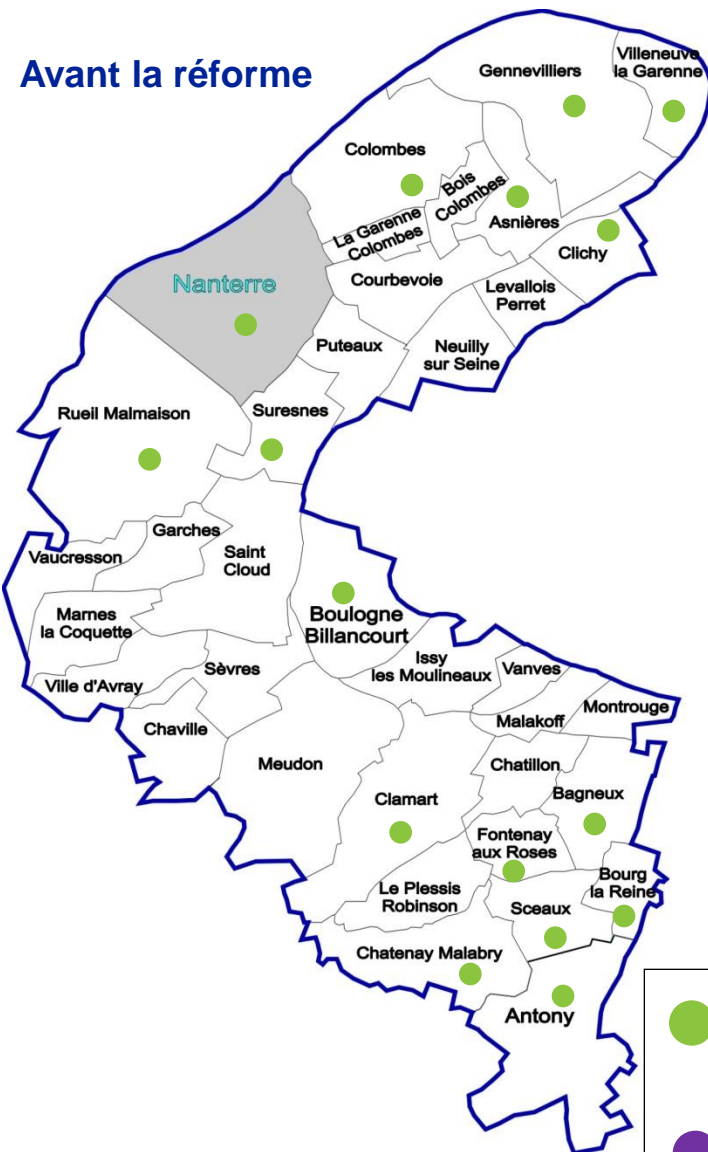 Avant la réforme
Villeneuve
la Garenne
Gennevilliers
Colombes
Bois
Colombes
La Garenne
Colombes
Asnières
Clichy
Courbevoie
Levallois
Perret
Nanterre
Puteaux
Neuilly
sur Seine
Rueil Malmaison
Suresnes
Garches
Vaucresson
Saint
Cloud
Marnes
la Coquette
Boulogne
Billancourt
Ville d'Avray
Sèvres
Issy
les Moulineaux
Vanves
Chaville
Malakoff
Montrouge
Meudon
Chatillon
Clamart
Bagneux
Fontenay
aux Roses
Bourg
la Reine
Le Plessis
Robinson
Sceaux
Chatenay Malabry
Antony